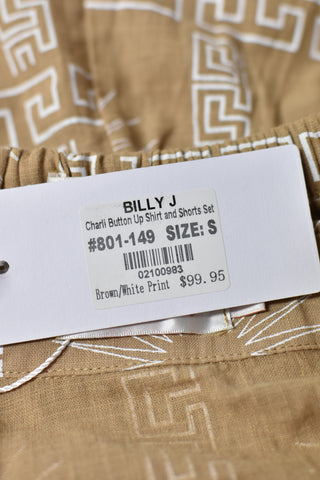 BILLY J
Charli Button Up Shirt and Shorts Set
#801-149 SIZE: S
02100983
Brown/White Print $99.95